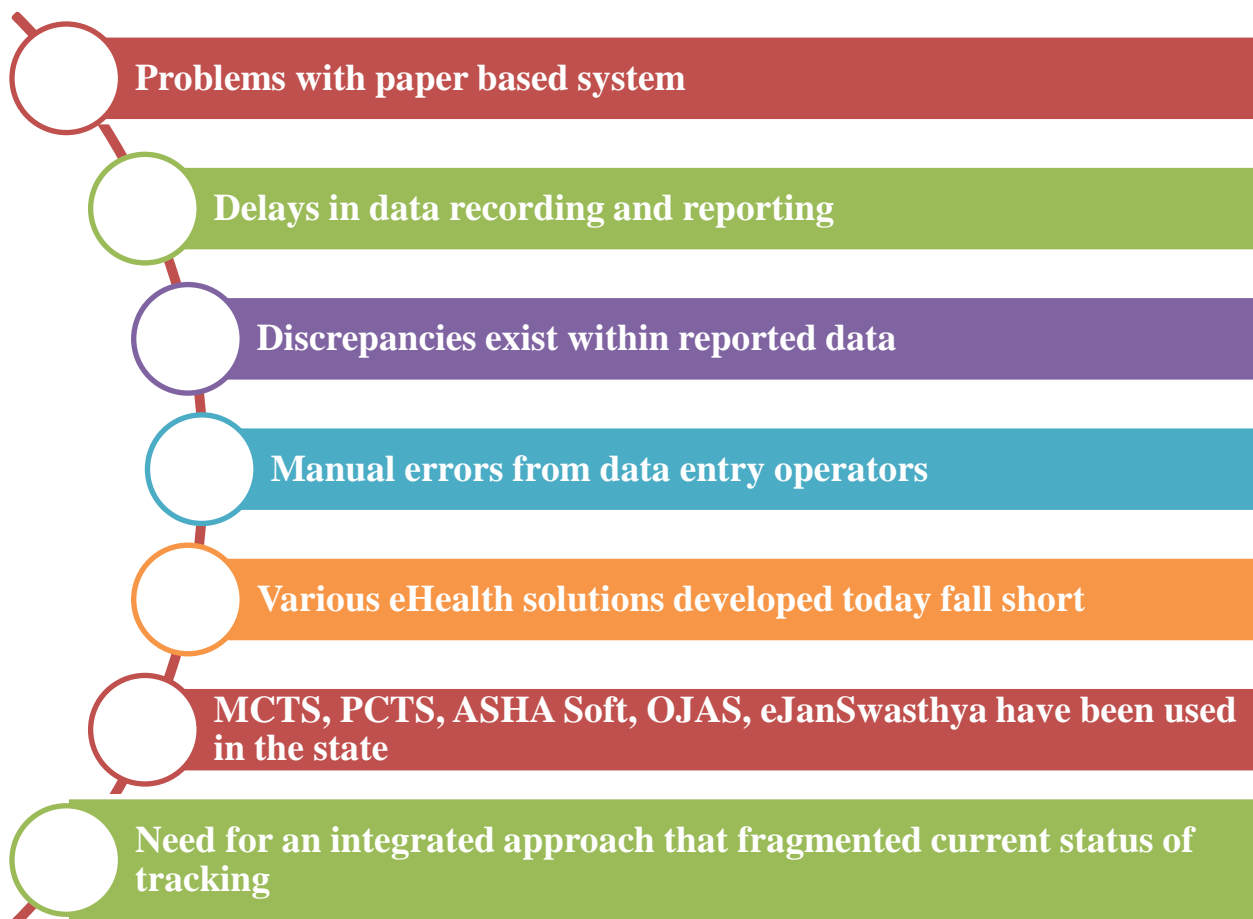 Problems with paper based system
Delays in data recording and reporting
Discrepancies exist within reported data
Manual errors from data entry operators
Various eHealth solutions developed today fall short
MCTS, PCTS, ASHA Soft, OJAS, eJanSwasthya have been used
in the state
Need for an integrated approach that fragmented current status of
tracking